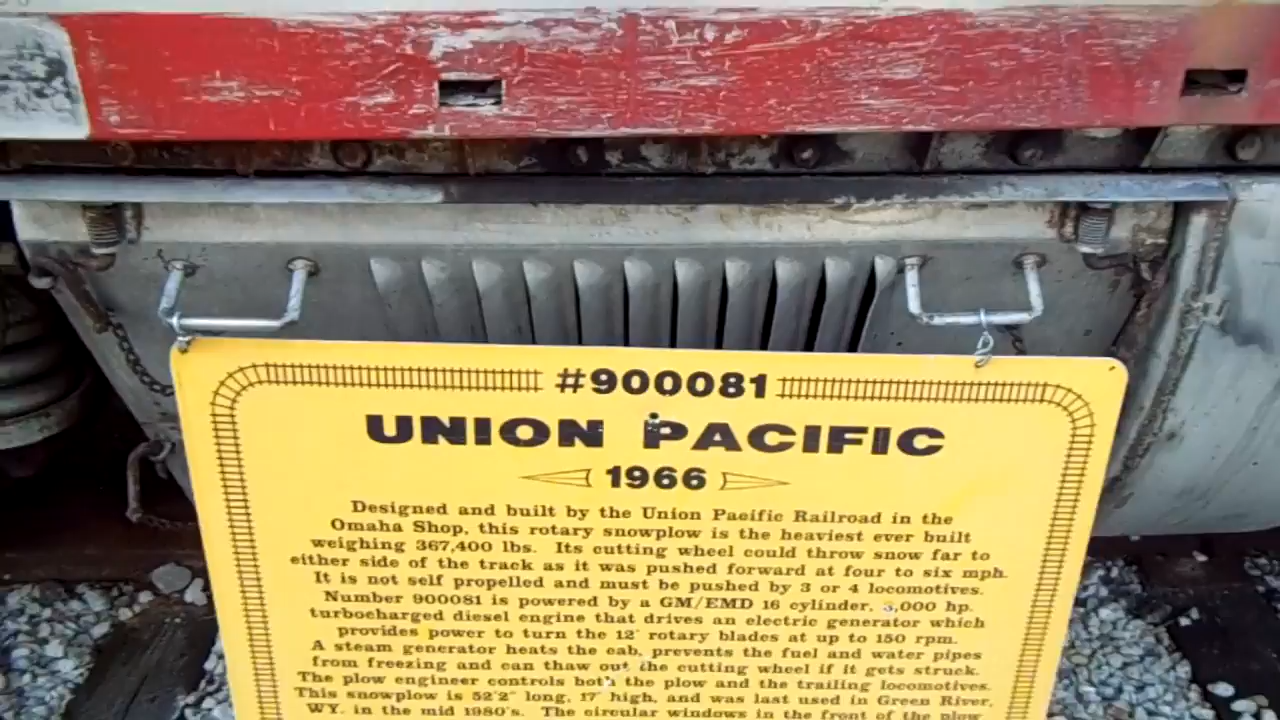 #900081
UNION PACIFIC
1966
Designed and built by the Union Pacific Railroad in the
Omaha Shop, this rotary snowplow is the heaviest ever built
weighing 367,400 lbs. Its cutting wheel could throw snow far to
either side of the track as it was pushed forward at four to six mph.
It is not self propelled and must be pushed by 3 or 4 locomotives.
Number 900081 is powered by a GM/EMD 16 cylinder, 3,000 hp.
turbocharged diesel engine that drives an electric generator which
provides power to turn the 12' rotary blades at up to 150 rpm.
A steam generator heats the cab, prevents the fuel and water pipes
from freezing and can thaw out the cutting wheel if it gets struck.
The plow engineer controls both the plow and the trailing locomotives.
This snowplow is 52'2" long, 17' high, and was last used in Green River,
WY. in the mid 1980's. The circular windows in the front of the plow